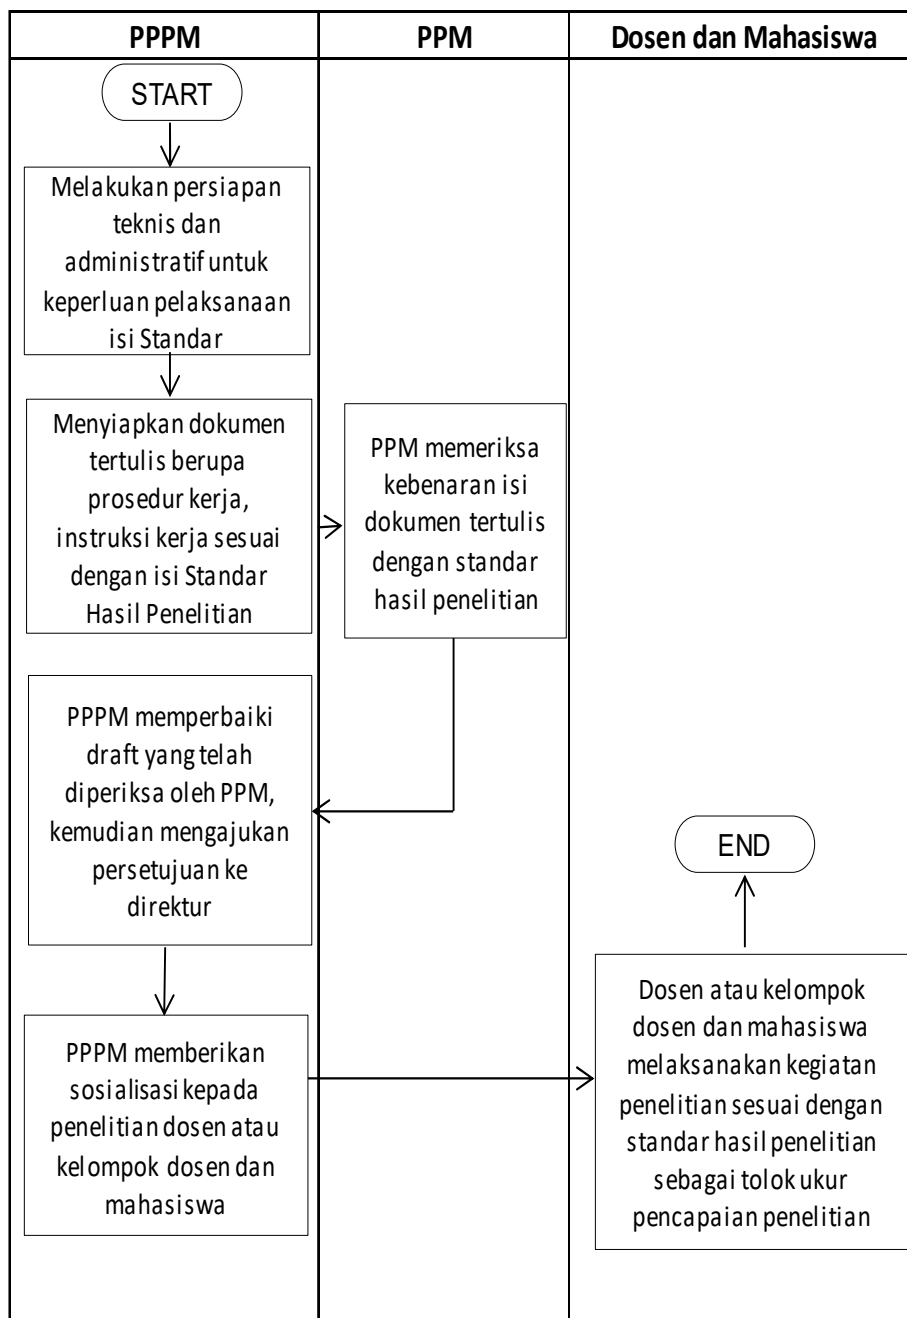 PPPM
PPM
Dosen dan Mahasiswa
START
Melakukan persiapan
teknis dan
administratif untuk
keperluan pelaksanaan
isi Standar
Menyiapkan dokumen
tertulis berupa
prosedur kerja,
instruksi kerja sesuai
dengan isi Standar
Hasil Penelitian
PPM memeriksa
kebenaran isi
dokumen tertulis
dengan standar
hasil penelitian
PPPM memperbaiki
draft yang telah
diperiksa oleh PPM,
kemudian mengajukan
persetujuan ke
direktur
PPPM memberikan
sosialisasi kepada
penelitian dosen atau
kelompok dosen dan
mahasiswa
Dosen atau kelompok
dosen dan mahasiswa
melaksanakan kegiatan
penelitian sesuai dengan
standar hasil penelitian
sebagai tolok ukur
pencapaian penelitian
END